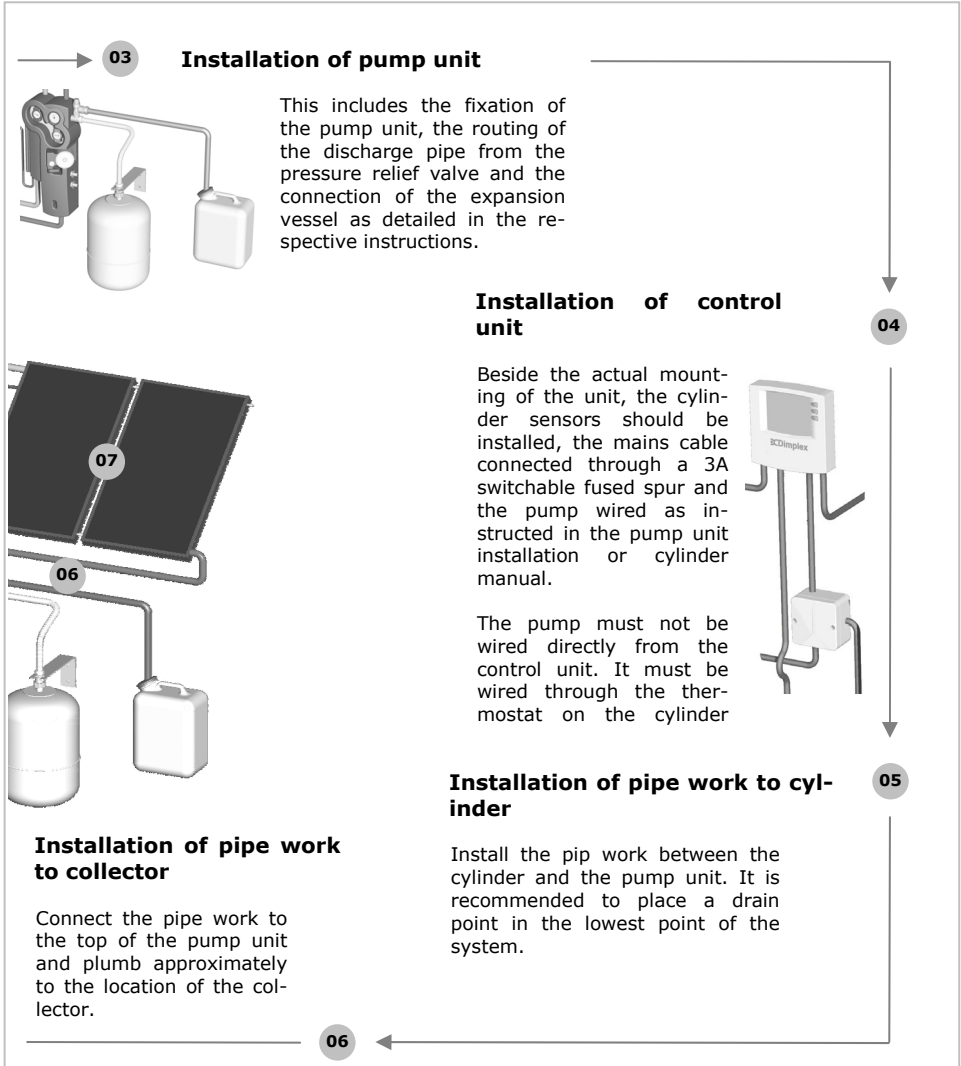 03
Installation of pump unit
This includes the fixation of
the pump unit, the routing of
the discharge pipe from the
pressure relief valve and the
connection of the expansion
vessel as detailed in the re-
spective instructions.
Installation of control
unit
04
Beside the actual mount-
ing of the unit, the cylin-
der sensors should be
installed, the mains cable
connected through a 3A
switchable fused spur and
the pump wired as in-
structed in the pump unit
installation or cylinder
manual.
The pump must not be
wired directly from the
control unit. It must be
wired through the ther-
mostat on the cylinder
Dimplex
07
06
Installation of pipe work to cyl-
inder
05
Install the pip work between the
cylinder and the pump unit. It is
recommended to place a drain
point in the lowest point of the
system.
Installation of pipe work
to collector
Connect the pipe work to
the top of the pump unit
and plumb approximately
to the location of the col-
lector.
06